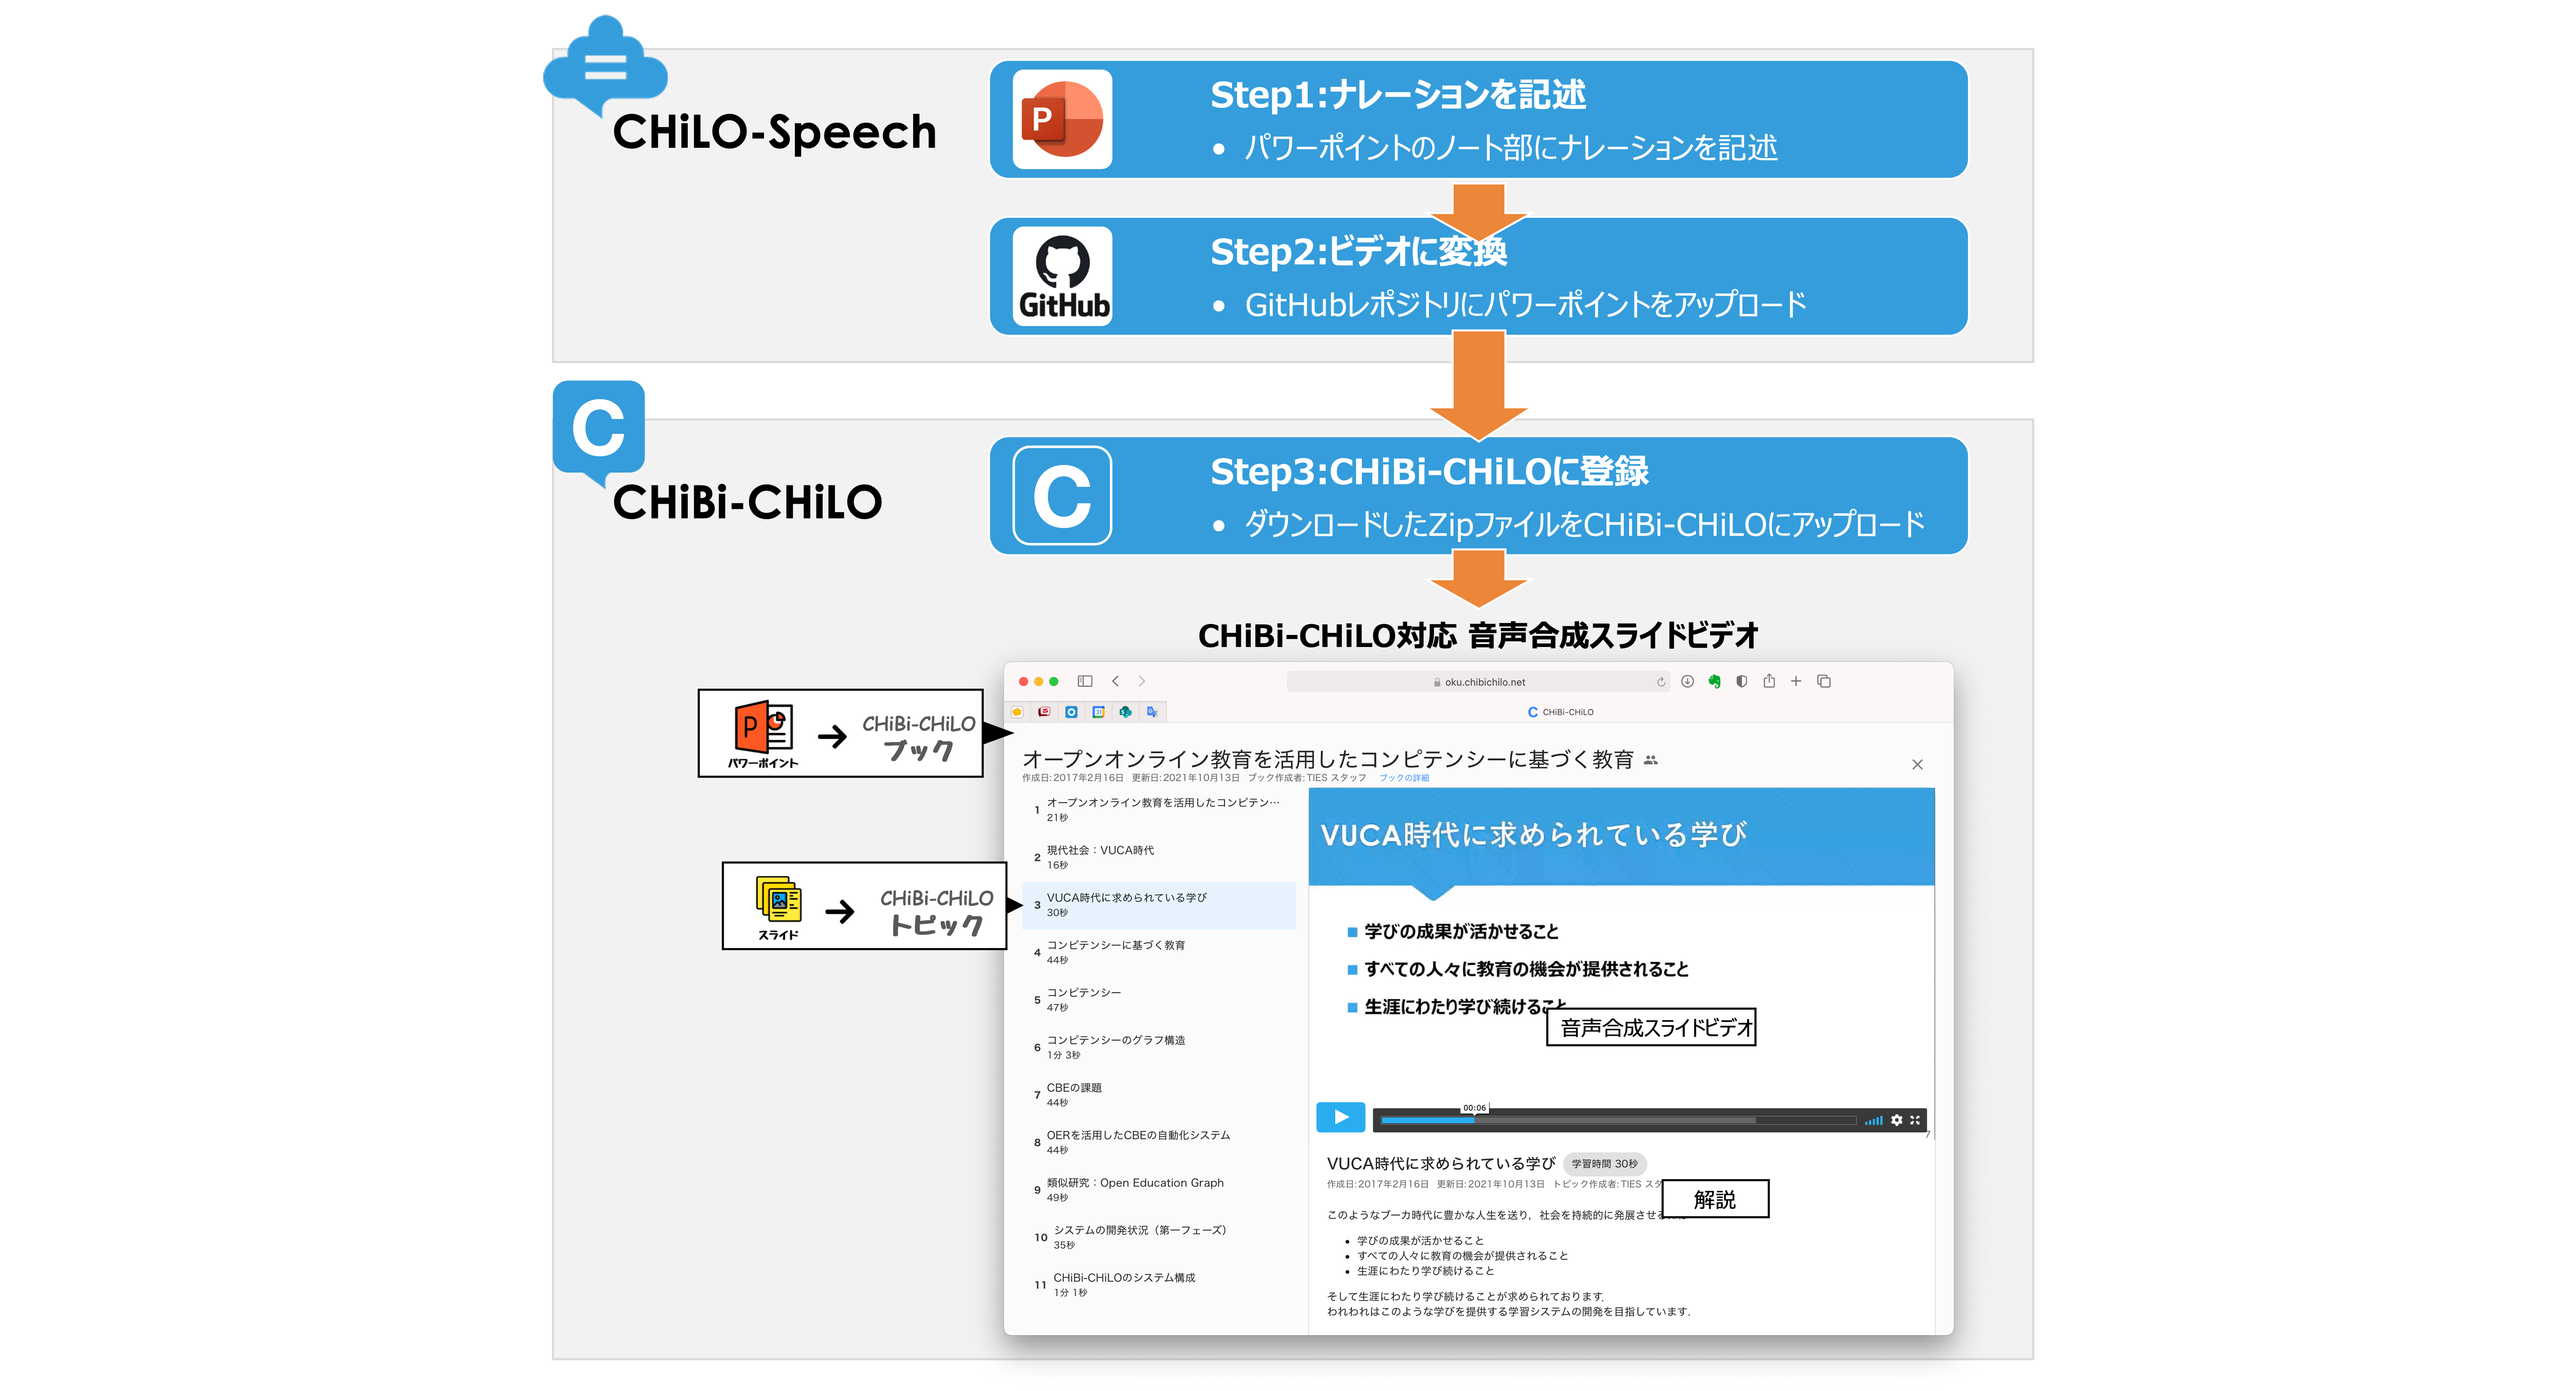 CHiLO-Speech
P
Step1:ナレーションを記述
• パワーポイントのノート部にナレーションを記述
GitHub
Step2:ビデオに変換
• GitHubレポジトリにパワーポイントをアップロード
C
CHiBi-CHiLO
C
Step3:CHiBi-CHiLOに登録
• ダウンロードしたZipファイルをCHiBi-CHiLOにアップロード
CHiBi-CHiLO対応 音声合成スライドビデオ
oku.chibichilo.net
C CHiBi-CHiLO
P
パワーポイント
CHiBi-CHiLO
ブック
スライド
CHiBi-CHiLO
トピック
オープンオンライン教育を活用したコンピテンシーに基づく教育
作成日:2017年2月16日 更新日:2021年10月13日 ブック作成者:TIES スタッフ ブックの詳細
1 オープンオンライン教育を活用したコンピテン…
21秒
2 現代社会：VUCA時代
16秒
3 VUCA時代に求められている学び
30秒
4 コンピテンシーに基づく教育
44秒
5 コンピテンシー
47秒
6 コンピテンシーのグラフ構造
1分 3秒
7 CBEの課題
44秒
8 OERを活用したCBEの自動化システム
44秒
9 類似研究：Open Education Graph
49秒
10 システムの開発状況（第一フェーズ）
35秒
11 CHiBi-CHiLOのシステム構成
1分 1秒
VUCA時代に求められている学び
■ 学びの成果が活かせること
■ すべての人々に教育の機会が提供されること
■ 生涯にわたり学び続けること
音声合成スライドビデオ
00:06
7
VUCA時代に求められている学び 学習時間 30秒
作成日:2017年2月16日 更新日:2021年10月13日 トピック作成者:TIES スタ
解説
このようなブーカ時代に豊かな人生を送り，社会を持続的に発展させる
• 学びの成果が活かせること
• すべての人々に教育の機会が提供されること
• 生涯にわたり学び続けること
そして生涯にわたり学び続けることが求められております．
われわれはこのような学びを提供する学習システムの開発を目指しています．